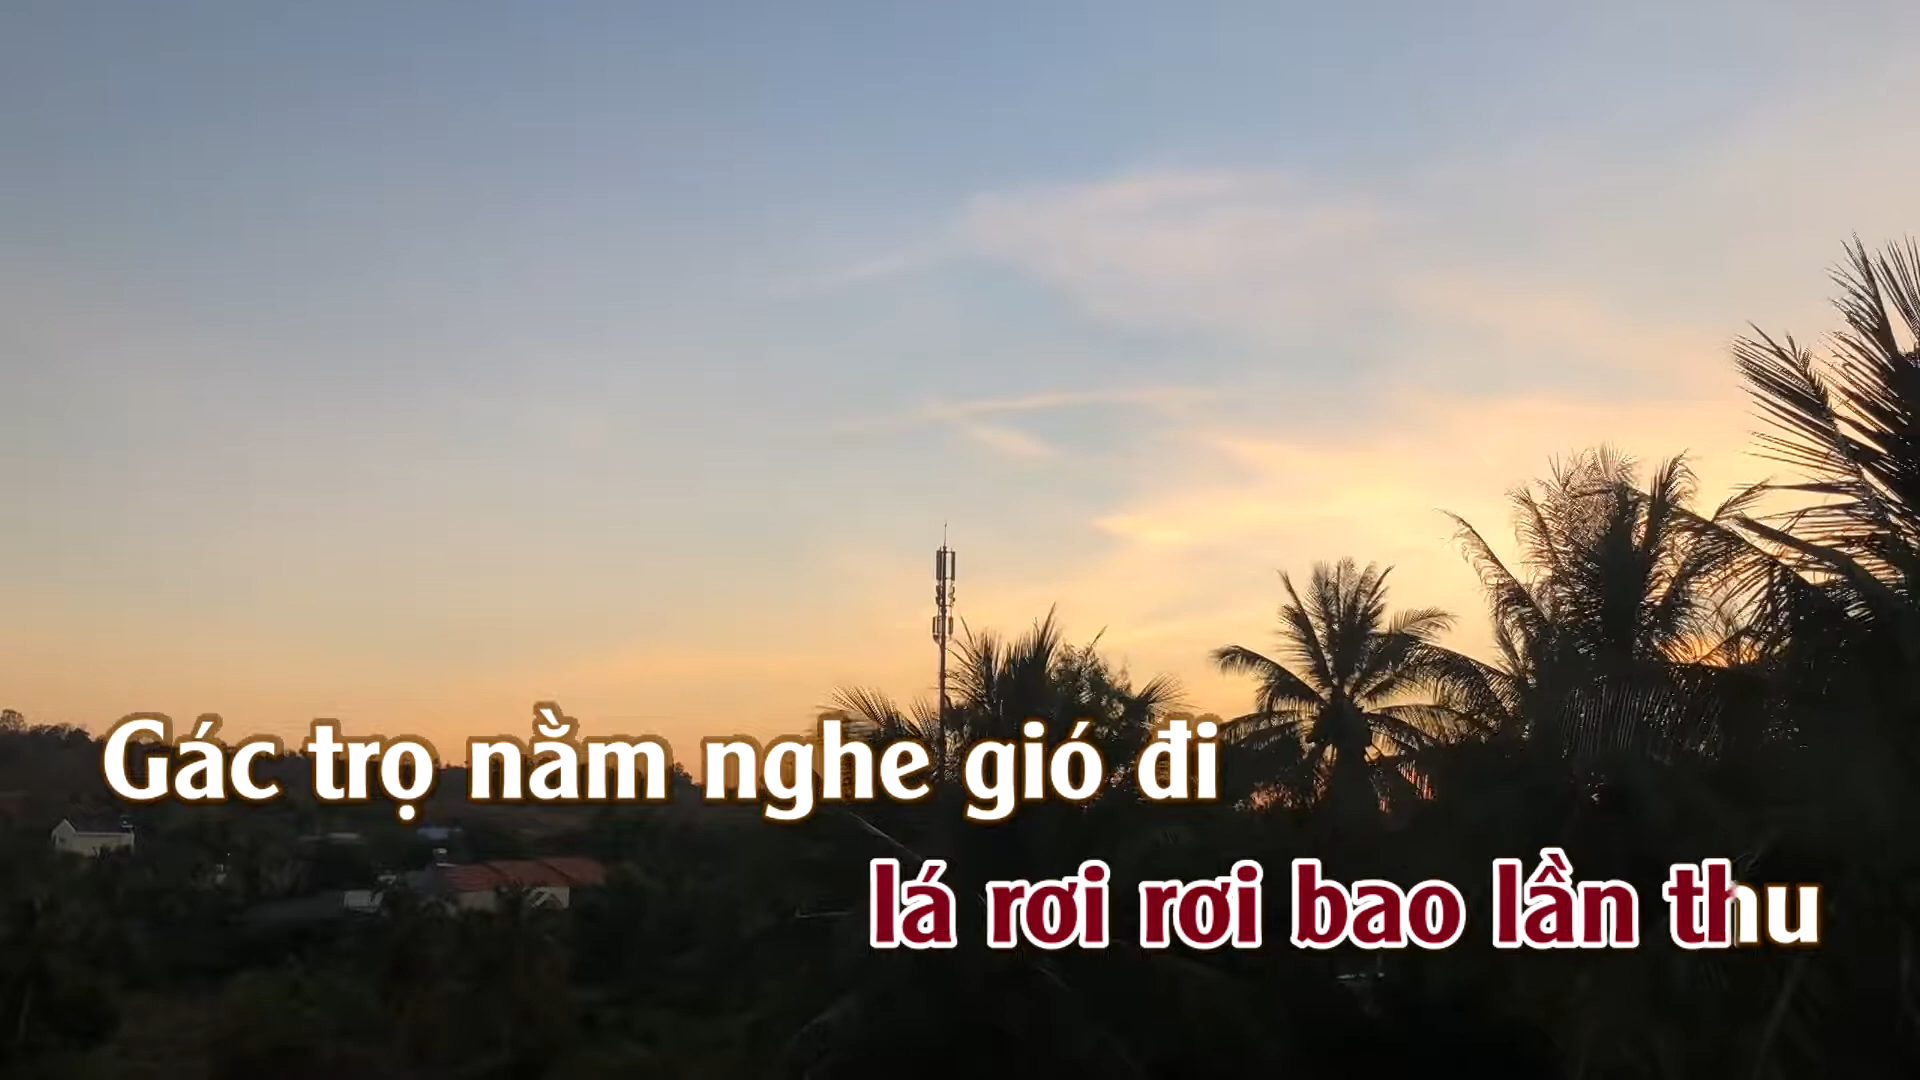 Gác trọ nằm nghe gió đi
lá rơi rơi bao lần thu